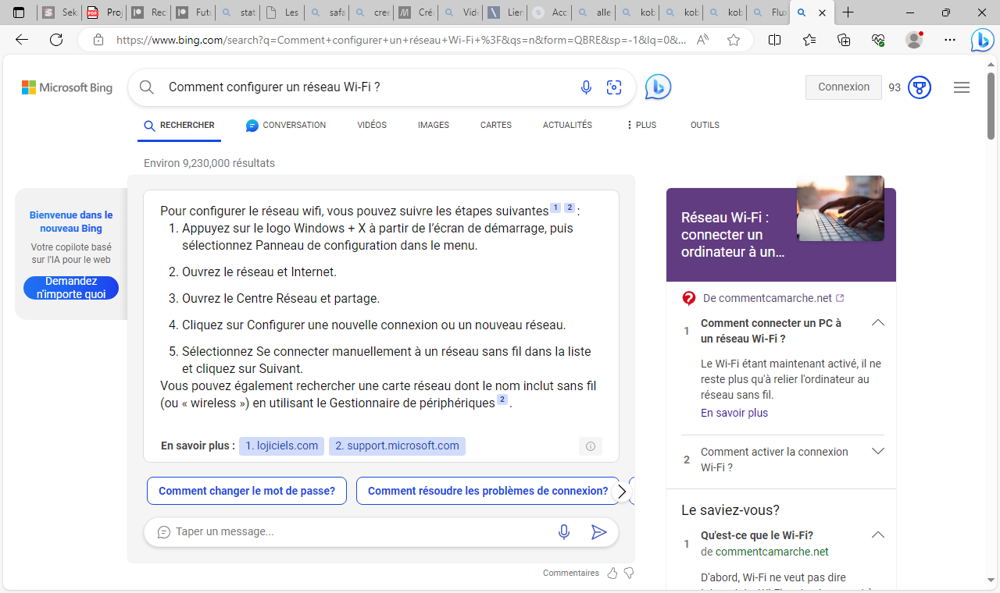 Sek
Proj
Rec
Futu
stat
Les
safa
cree
Cré
Vide
Lier
Acc
alle
kob
kob
kob
Flux
https://www.bing.com/search?q=Comment+configurer+un+réseau+Wi-Fi+%3F&qs=n&form=QBRE&sp=-1&lq=0&...
Microsoft Bing
Comment configurer un réseau Wi-Fi ?
Connexion
93
RECHERCHER
CONVERSATION
VIDÉOS
IMAGES
CARTES
ACTUALITÉS
PLUS
OUTILS
Environ 9,230,000 résultats
Bienvenue dans le
nouveau Bing
Votre copilote basé
sur l'IA pour le web
Demandez
n'importe quoi
Pour configurer le réseau wifi, vous pouvez suivre les étapes suivantes 1 2 :
1. Appuyez sur le logo Windows + X à partir de l’écran de démarrage, puis
sélectionnez Panneau de configuration dans le menu.
2. Ouvrez le réseau et Internet.
3. Ouvrez le Centre Réseau et partage.
4. Cliquez sur Configurer une nouvelle connexion ou un nouveau réseau.
5. Sélectionnez Se connecter manuellement à un réseau sans fil dans la liste
et cliquez sur Suivant.
Vous pouvez également rechercher une carte réseau dont le nom inclut sans fil
(ou « wireless ») en utilisant le Gestionnaire de périphériques 2 .
En savoir plus :
1. lojiciels.com
2. support.microsoft.com
Comment changer le mot de passe?
Comment résoudre les problèmes de connexion?
Taper un message...
Commentaires
Réseau Wi-Fi :
connecter un
ordinateur à un...
De commentcamarche.net
1
Comment connecter un PC à
un réseau Wi-Fi ?
Le Wi-Fi étant maintenant activé, il ne
reste plus qu'à relier l'ordinateur au
réseau sans fil.
En savoir plus
2
Comment activer la connexion
Wi-Fi ?
Le saviez-vous?
1
Qu'est-ce que le Wi-Fi?
de commentcamarche.net
D'abord, Wi-Fi ne veut pas dire